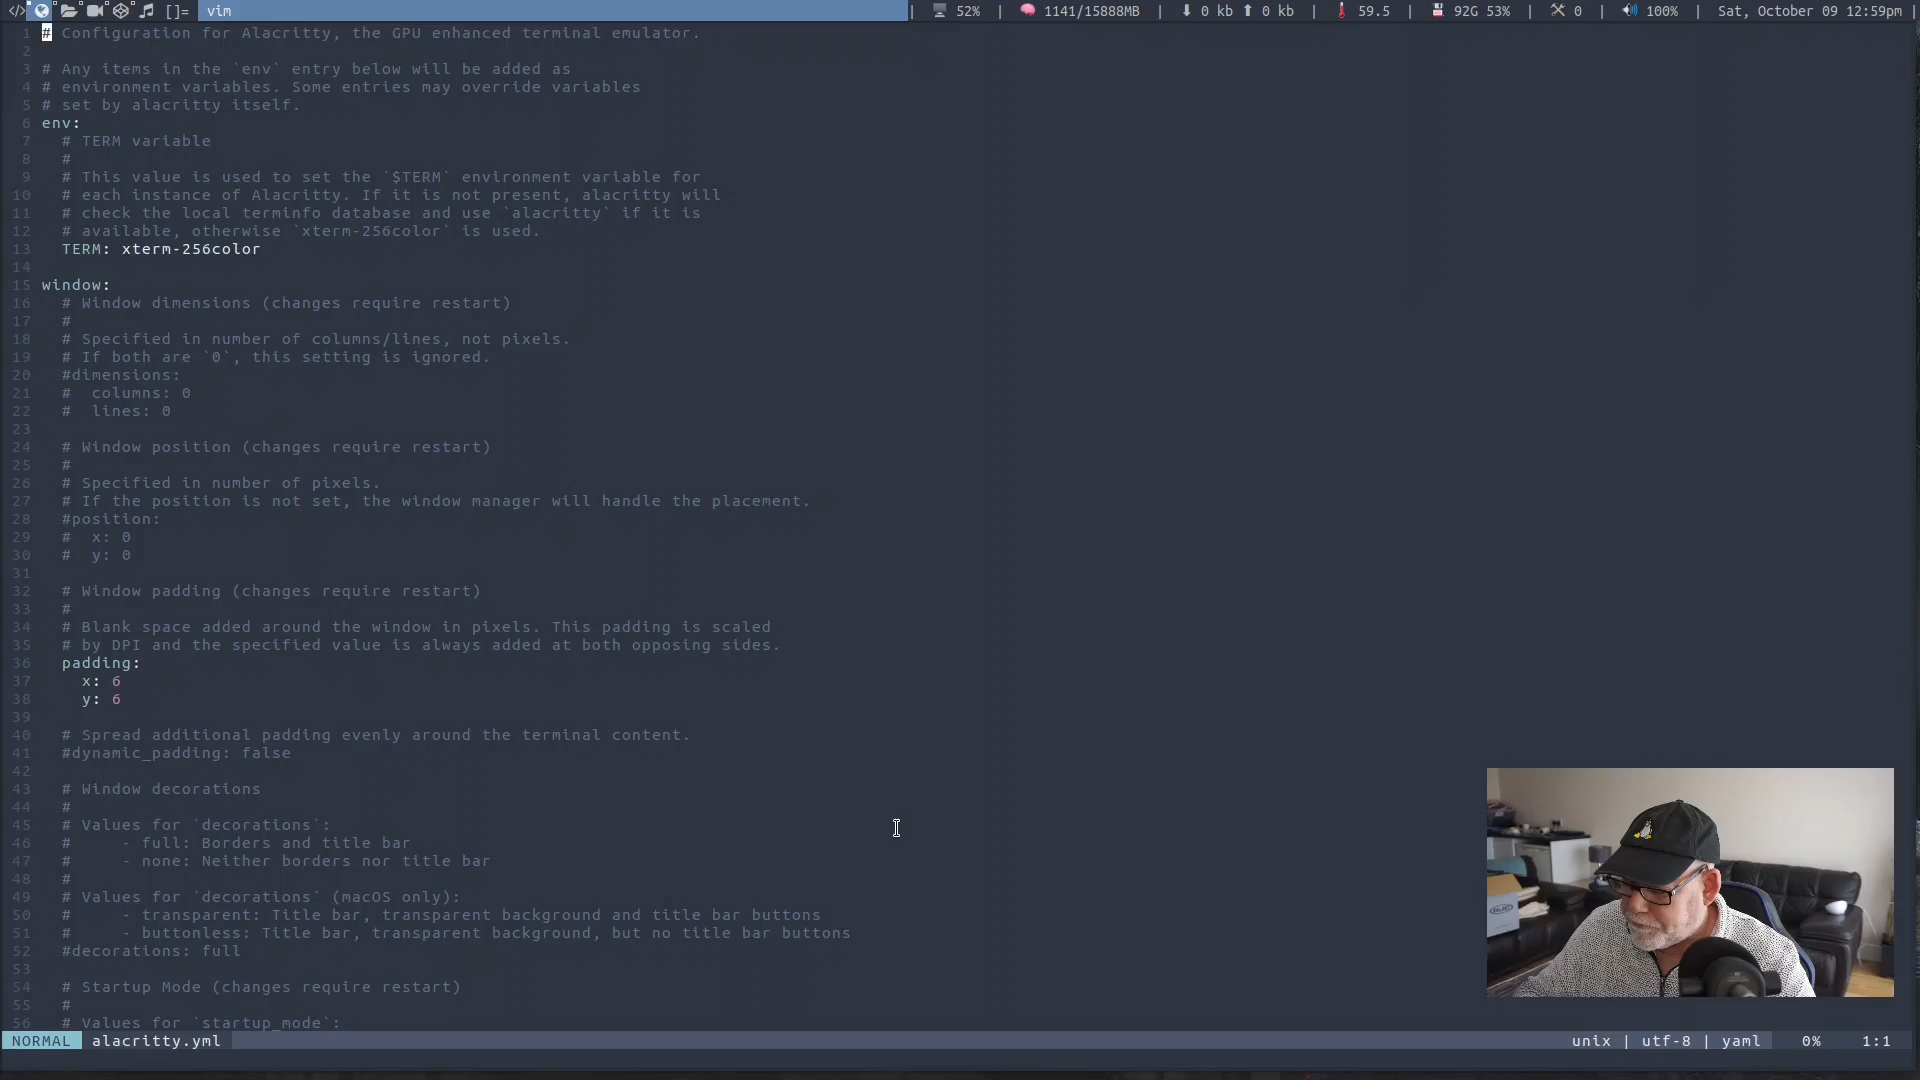 </> []= vim | 52% | 1141/15888MB | ↓ 0 kb ↑ 0 kb | 59.5 | 92G 53% | 0 | 100% | Sat, October 09 12:59pm |
1 # Configuration for Alacritty, the GPU enhanced terminal emulator.
2
3 # Any items in the `env` entry below will be added as
4 # environment variables. Some entries may override variables
5 # set by alacritty itself.
6 env:
7 # TERM variable
8 #
9 # This value is used to set the `$TERM` environment variable for
10 # each instance of Alacritty. If it is not present, alacritty will
11 # check the local terminfo database and use `alacritty` if it is
12 # available, otherwise `xterm-256color` is used.
13 TERM: xterm-256color
14
15 window:
16 # Window dimensions (changes require restart)
17 #
18 # Specified in number of columns/lines, not pixels.
19 # If both are `0`, this setting is ignored.
20 #dimensions:
21 #  columns: 0
22 #  lines: 0
23
24 # Window position (changes require restart)
25 #
26 # Specified in number of pixels.
27 # If the position is not set, the window manager will handle the placement.
28 #position:
29 #  x: 0
30 #  y: 0
31
32 # Window padding (changes require restart)
33 #
34 # Blank space added around the window in pixels. This padding is scaled
35 # by DPI and the specified value is always added at both opposing sides.
36 padding:
37 x: 6
38 y: 6
39
40 # Spread additional padding evenly around the terminal content.
41 #dynamic_padding: false
42
43 # Window decorations
44 #
45 # Values for `decorations`:
46 #     - full: Borders and title bar
47 #     - none: Neither borders nor title bar
48 #
49 # Values for `decorations` (macOS only):
50 #     - transparent: Title bar, transparent background and title bar buttons
51 #     - buttonless: Title bar, transparent background, but no title bar buttons
52 #decorations: full
53
54 # Startup Mode (changes require restart)
55 #
56 # Values for `startup_mode`:
NORMAL alacritty.yml unix | utf-8 | yaml 0% 1:1